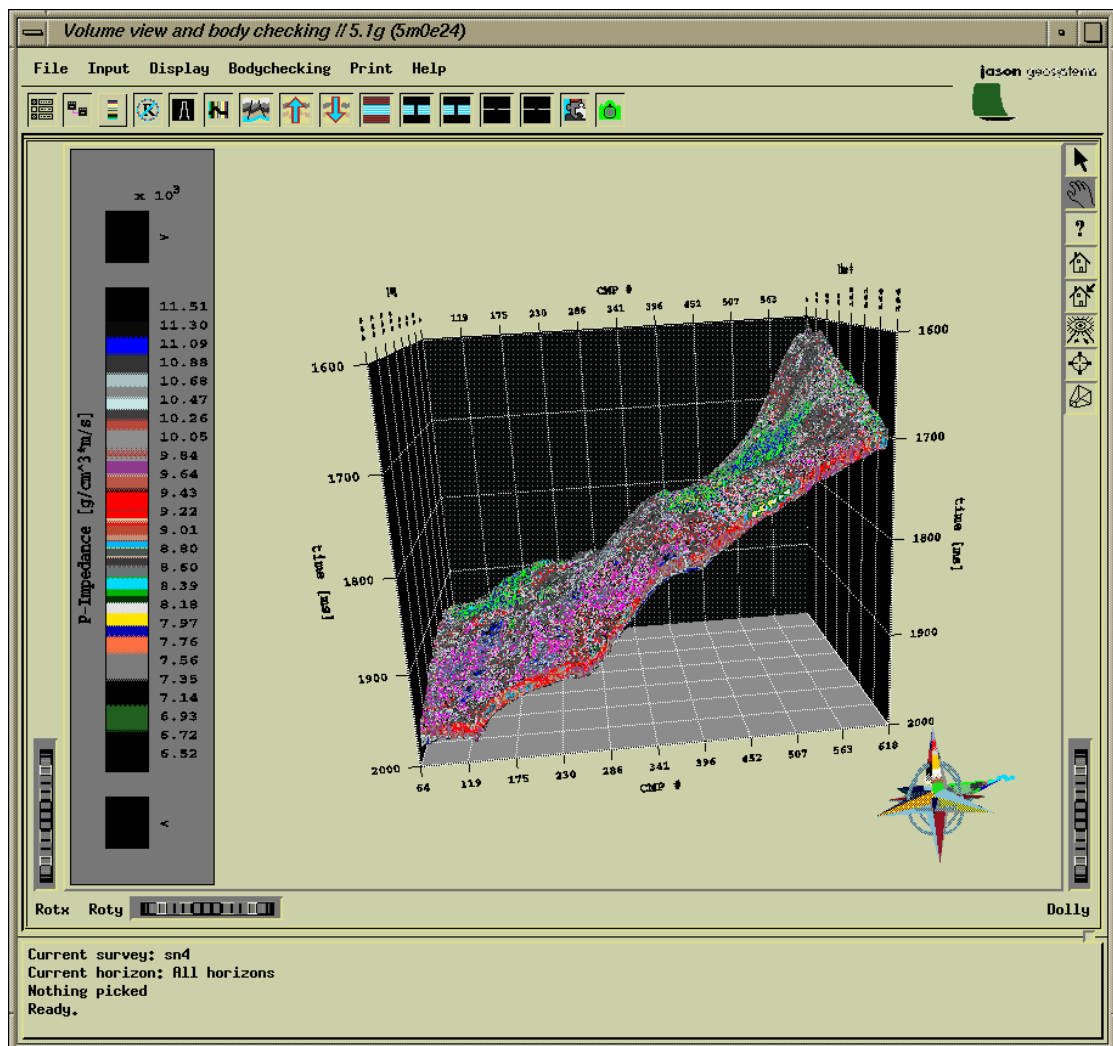 Volume view and body checking // 5.1g (5m0e24)
File Input Display Bodychecking Print Help
jason geosystems
x 10³
>
11.51
11.30
11.09
10.88
10.68
10.47
10.26
10.05
9.84
9.64
9.43
9.22
9.01
8.80
8.60
8.39
8.18
7.97
7.76
7.56
7.35
7.14
6.93
6.72
6.52
<
P-Impedance [g/cm^3*m/s]
?
CMP #
119 175 230 286 341 396 452 507 563
1600
1700
1800
1900
2000
time [ms]
1600
1700
1800
1900
2000
time [ms]
64 119 175 230 286 341 396 452 507 563 618
CMP #
Rotx Roty
Dolly
Current survey: sn4
Current horizon: All horizons
Nothing picked
Ready.